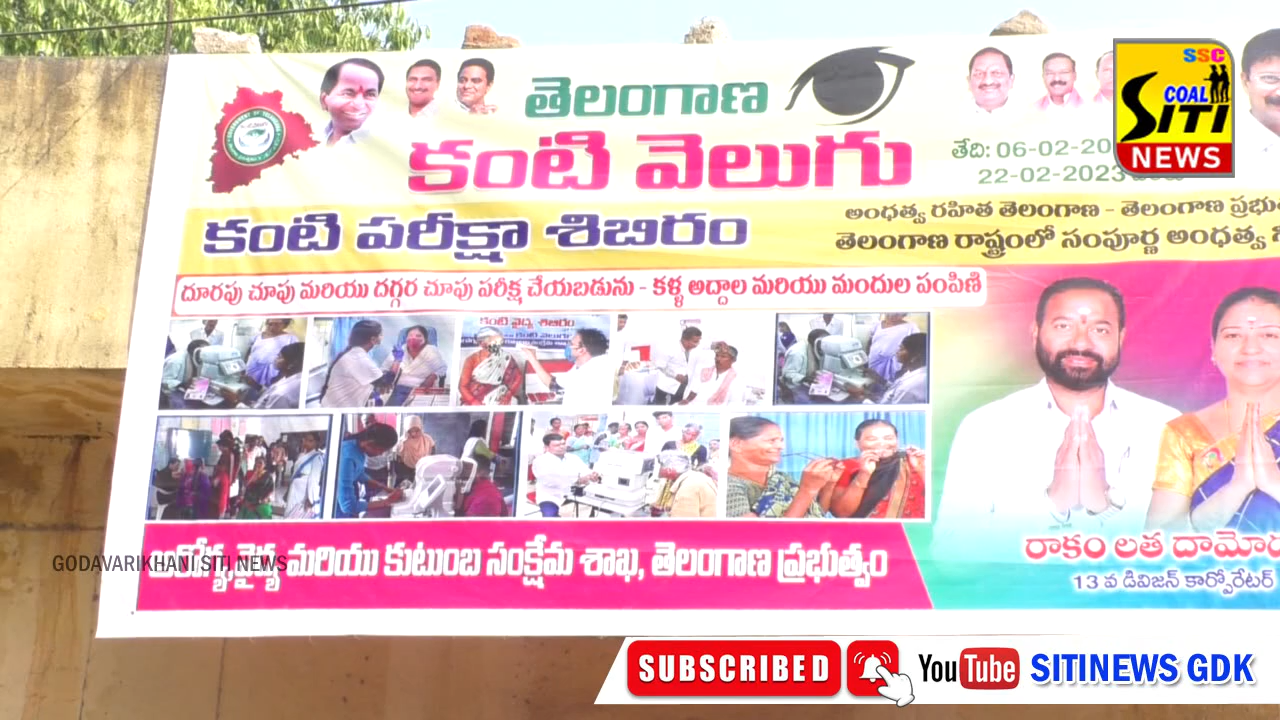 తెలంగాణ
కంటి వెలుగు
తేది: 06-02-20
22-02-2023
SSC
COAL
SITI
NEWS
కంటి పరీక్షా శిబిరం
అంధత్వ రహిత తెలంగాణ - తెలంగాణ
తెలంగాణ రాష్ట్రంలో సంపూర్ణ అంధత్వ
దూరపు చూపు మరియు దగ్గర చూపు పరీక్ష చేయబడును - కళ్ళ అద్దాల మరియు మందుల పంపిణి
కంటి వైద్య శిబిరం
ఆరోగ్య,వైద్య మరియు కుటుంబ సంక్షేమ శాఖ, తెలంగాణ ప్రభుత్వం
GODAVARIKHANI SITI NEWS
రాకం లత
13 వ డివిజన్ కార్పోరేటర్
SUBSCRIBED
YouTube
SITINEWS GDK